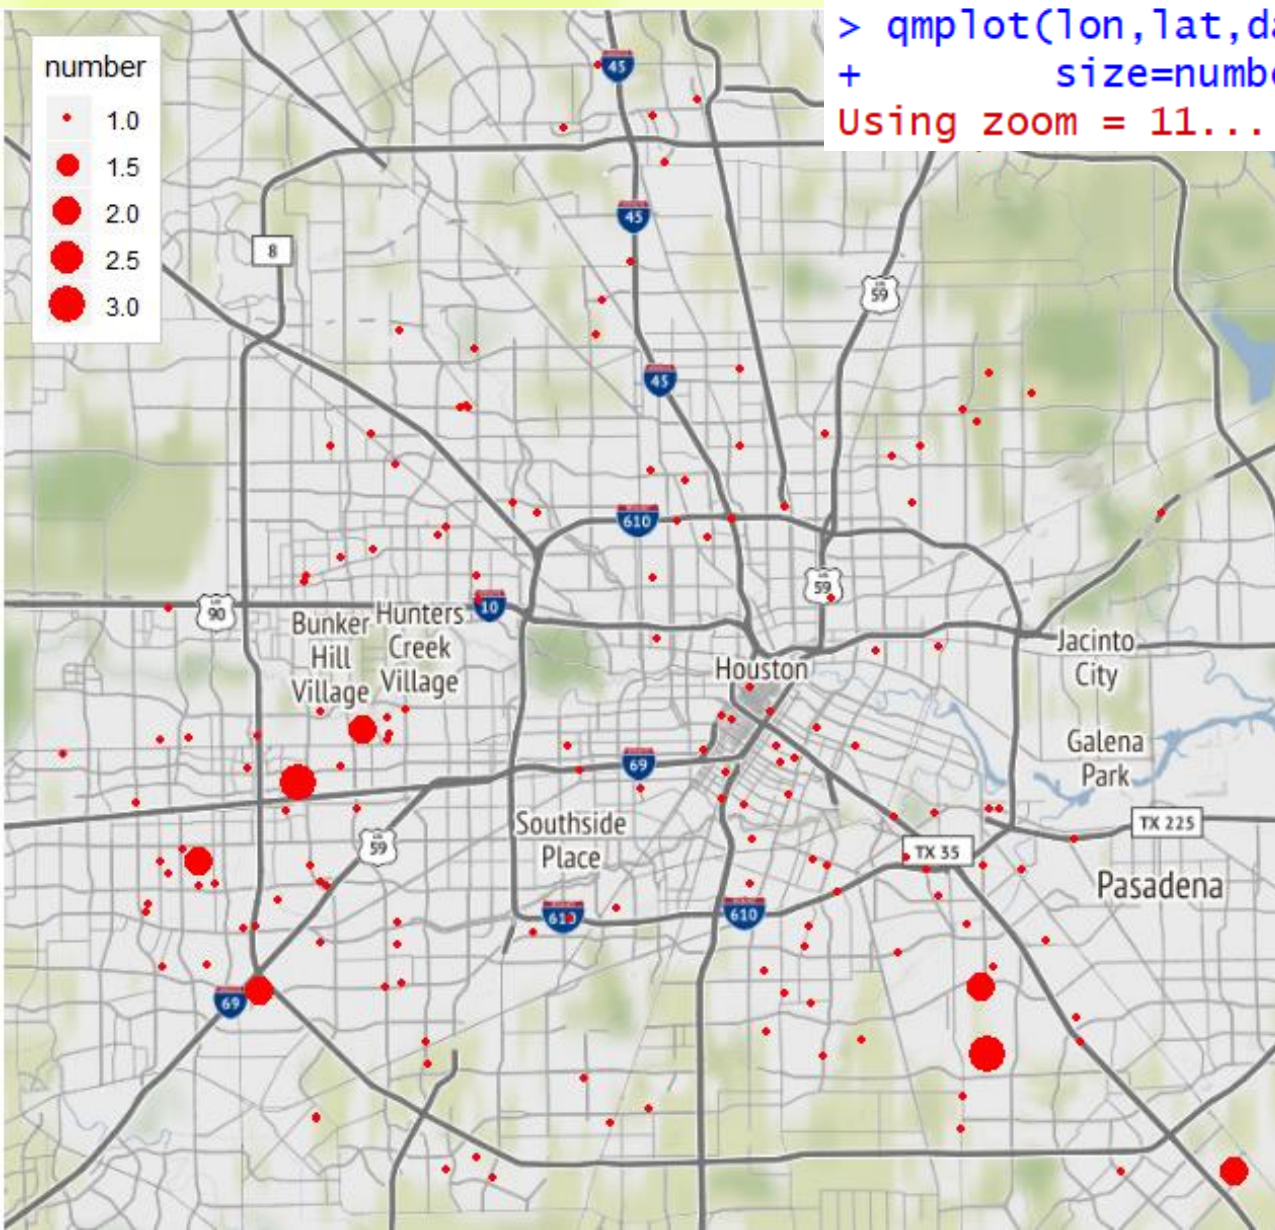 > qmplot(lon,lat,da
+ size=numbe
Using zoom = 11...
number
1.0
1.5
2.0
2.5
3.0
45
45
8
59
45
610
59
90
10
Bunker
Hill
Village
Hunters
Creek
Village
Houston
Jacinto
City
Galena
Park
69
TX 225
Southside
Place
59
TX 35
Pasadena
610
610
69